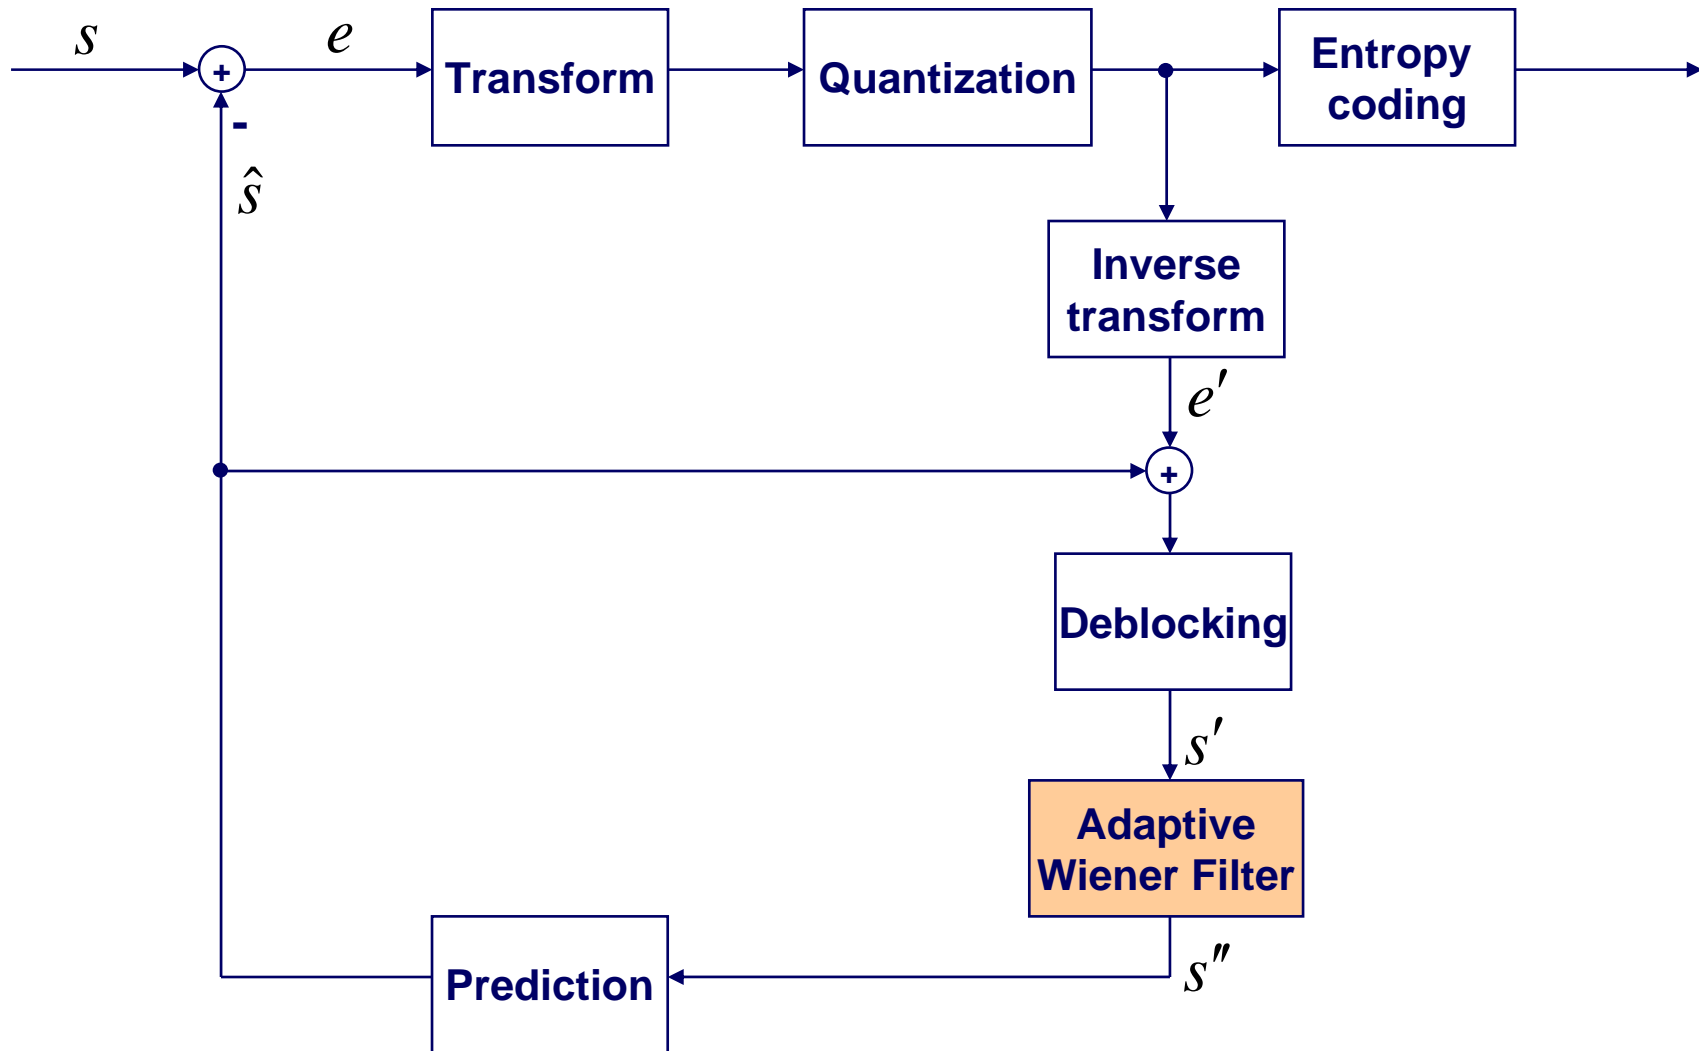 s
e
+
Transform
Quantization
Entropy
coding
-
ŝ
Inverse
transform
e′
+
Deblocking
s′
Adaptive
Wiener Filter
s″
Prediction